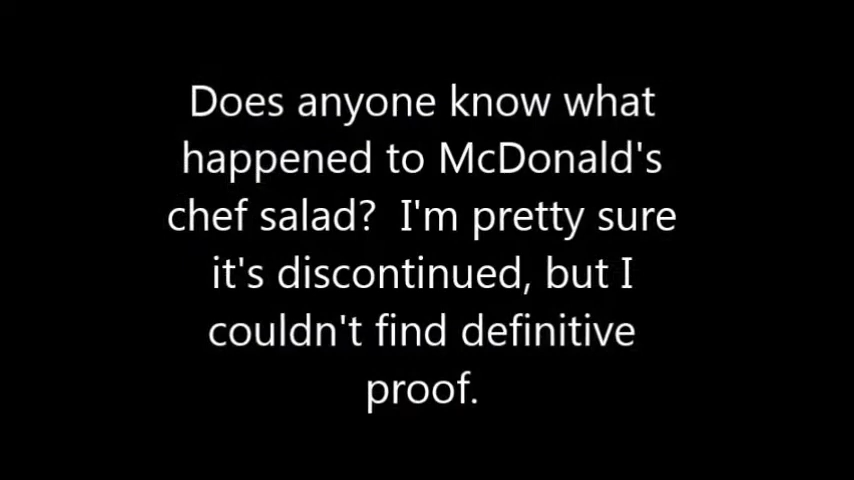 Does anyone know what
happened to McDonald's
chef salad?  I'm pretty sure
it's discontinued, but I
couldn't find definitive
proof.